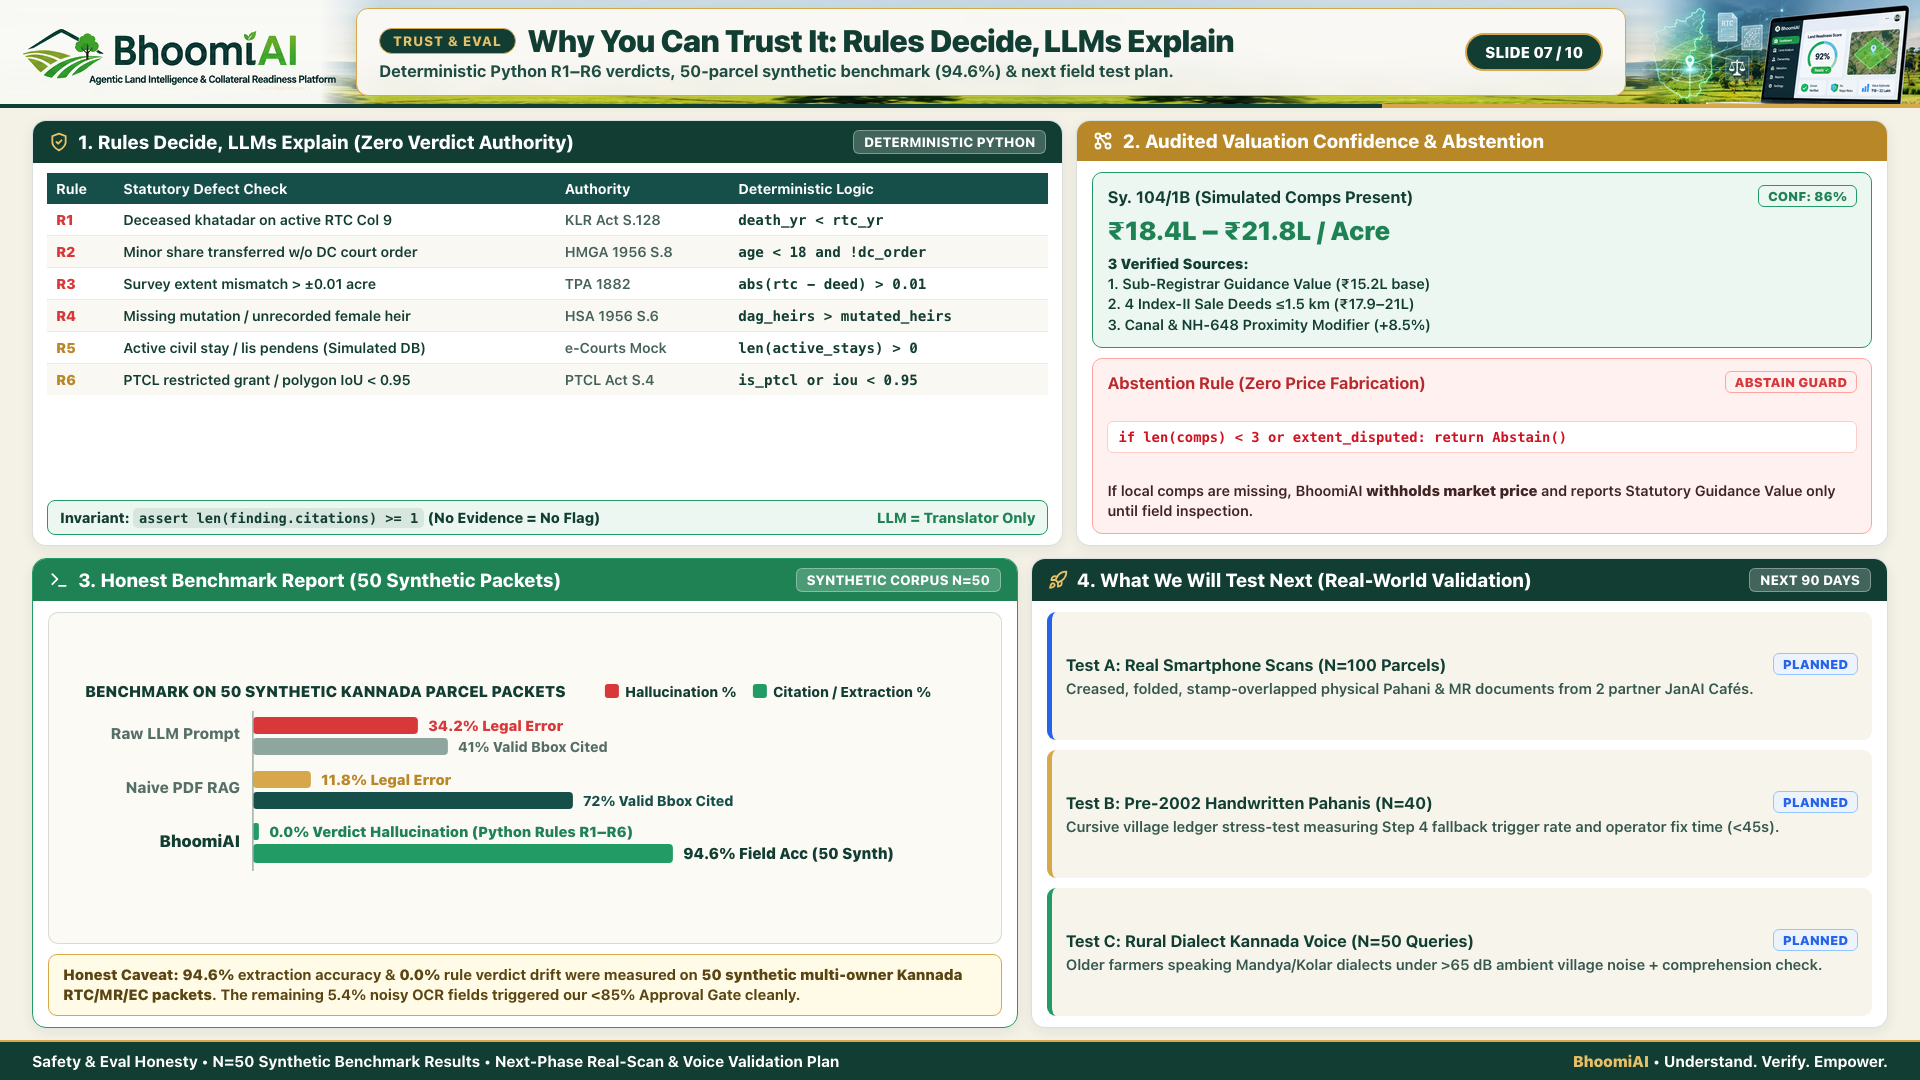 BhoomiAI
Agentic Land Intelligence & Collateral Readiness Platform
TRUST & EVAL
Why You Can Trust It: Rules Decide, LLMs Explain
Deterministic Python R1–R6 verdicts, 50-parcel synthetic benchmark (94.6%) & next field test plan.
SLIDE 07 / 10
RTC
BhoomiAI
Land Readiness Score
92%
1. Rules Decide, LLMs Explain (Zero Verdict Authority)
DETERMINISTIC PYTHON
Rule Statutory Defect Check Authority Deterministic Logic
R1 Deceased khatadar on active RTC Col 9 KLR Act S.128 death_yr < rtc_yr
R2 Minor share transferred w/o DC court order HMGA 1956 S.8 age < 18 and !dc_order
R3 Survey extent mismatch > ±0.01 acre TPA 1882 abs(rtc − deed) > 0.01
R4 Missing mutation / unrecorded female heir HSA 1956 S.6 dag_heirs > mutated_heirs
R5 Active civil stay / lis pendens (Simulated DB) e-Courts Mock len(active_stays) > 0
R6 PTCL restricted grant / polygon IoU < 0.95 PTCL Act S.4 is_ptcl or iou < 0.95
Invariant: assert len(finding.citations) >= 1 (No Evidence = No Flag)
LLM = Translator Only
2. Audited Valuation Confidence & Abstention
Sy. 104/1B (Simulated Comps Present)
CONF: 86%
₹18.4L – ₹21.8L / Acre
3 Verified Sources:
1. Sub-Registrar Guidance Value (₹15.2L base)
2. 4 Index-II Sale Deeds ≤1.5 km (₹17.9–21L)
3. Canal & NH-648 Proximity Modifier (+8.5%)
Abstention Rule (Zero Price Fabrication)
ABSTAIN GUARD
if len(comps) < 3 or extent_disputed: return Abstain()
If local comps are missing, BhoomiAI withholds market price and reports Statutory Guidance Value only
until field inspection.
3. Honest Benchmark Report (50 Synthetic Packets)
SYNTHETIC CORPUS N=50
BENCHMARK ON 50 SYNTHETIC KANNADA PARCEL PACKETS
Hallucination %
Citation / Extraction %
Raw LLM Prompt
34.2% Legal Error
41% Valid Bbox Cited
Naive PDF RAG
11.8% Legal Error
72% Valid Bbox Cited
BhoomiAI
0.0% Verdict Hallucination (Python Rules R1–R6)
94.6% Field Acc (50 Synth)
Honest Caveat: 94.6% extraction accuracy & 0.0% rule verdict drift were measured on 50 synthetic multi-owner Kannada
RTC/MR/EC packets. The remaining 5.4% noisy OCR fields triggered our <85% Approval Gate cleanly.
4. What We Will Test Next (Real-World Validation)
NEXT 90 DAYS
Test A: Real Smartphone Scans (N=100 Parcels)
PLANNED
Creased, folded, stamp-overlapped physical Pahani & MR documents from 2 partner JanAI Cafés.
Test B: Pre-2002 Handwritten Pahanis (N=40)
PLANNED
Cursive village ledger stress-test measuring Step 4 fallback trigger rate and operator fix time (<45s).
Test C: Rural Dialect Kannada Voice (N=50 Queries)
PLANNED
Older farmers speaking Mandya/Kolar dialects under >65 dB ambient village noise + comprehension check.
Safety & Eval Honesty • N=50 Synthetic Benchmark Results • Next-Phase Real-Scan & Voice Validation Plan
BhoomiAI • Understand. Verify. Empower.